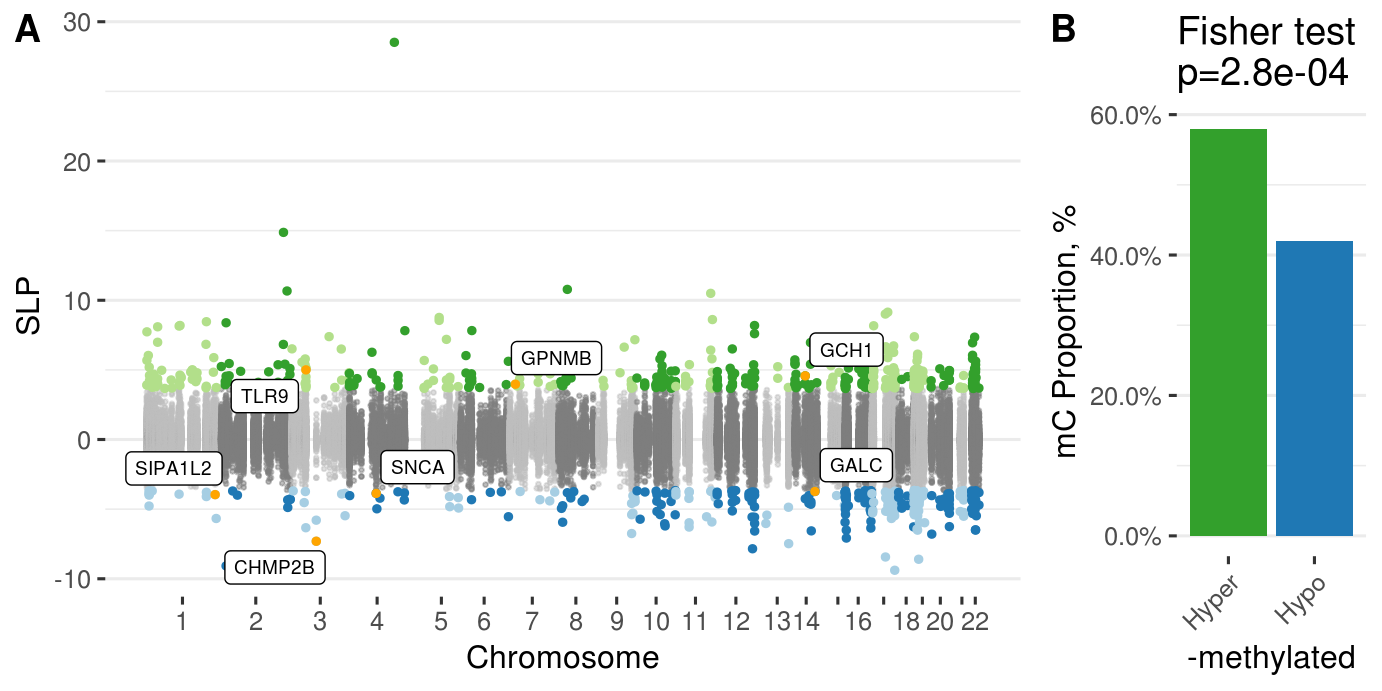 A
SLP
30
20
10
0
-10
TLR9
SIPA1L2
CHMP2B
SNCA
GPNMB
GCH1
GALC
1 2 3 4 5 6 7 8 9 10 11 12 13 14 16 18 20 22
Chromosome
B
Fisher test
p=2.8e-04
mC Proportion, %
60.0%
40.0%
20.0%
0.0%
Hyper
Hypo
-methylated